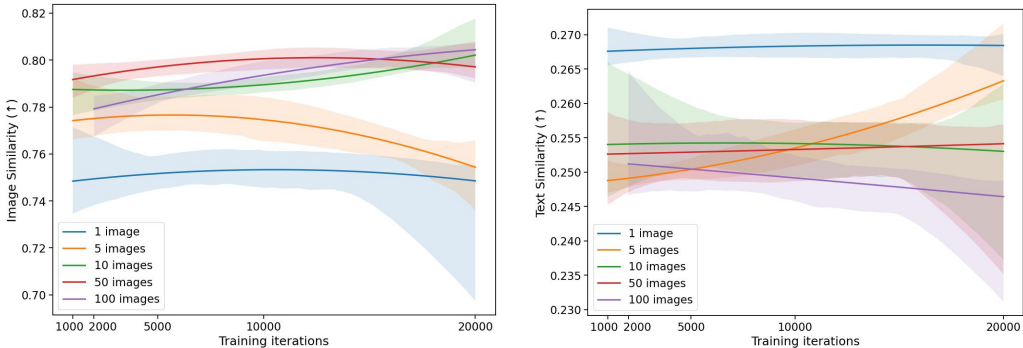 0.82
0.80
0.78
0.76
0.74
0.72
0.70
Image Similarity (↑)
1 image
5 images
10 images
50 images
100 images
1000 2000 5000 10000 20000
Training iterations
0.270
0.265
0.260
0.255
0.250
0.245
0.240
0.235
0.230
Text Similarity (↑)
1 image
5 images
10 images
50 images
100 images
1000 2000 5000 10000 20000
Training iterations